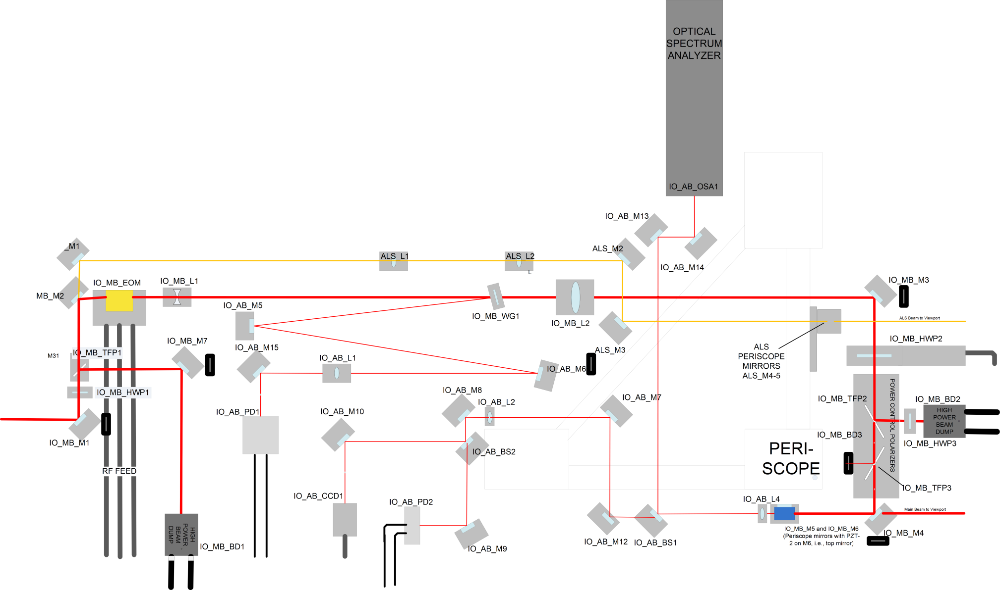 OPTICAL
SPECTRUM
ANALYZER
IO_AB_OSA1
IO_AB_M13
_M1
ALS_L1
ALS_L2
L
ALS_M2
IO_AB_M14
IO_MB_EOM
IO_MB_L1
MB_M2
IO_MB_M3
IO_AB_M5
IO_MB_WG1
IO_MB_L2
ALS Beam to Viewport
IO_MB_M7
IO_AB_M15
IO_MB_HWP2
ALS_M3
ALS
PERISCOPE
MIRRORS
ALS_M4-5
M31
IO_MB_TFP1
IO_AB_L1
IO_AB_M6
IO_MB_HWP1
IO_AB_M8
IO_AB_L2
IO_AB_M7
IO_MB_TFP2
POWER CONTROL POLARIZERS
IO_MB_BD2
HIGH
POWER
BEAM
DUMP
IO_AB_PD1
IO_AB_M10
IO_MB_M1
IO_AB_BS2
IO_MB_BD3
IO_MB_HWP3
PERI-
SCOPE
RF FEED
IO_MB_TFP3
IO_AB_CCD1
IO_AB_PD2
IO_AB_L4
Main Beam to Viewport
HIGH
POWER
BEAM
DUMP
IO_MB_BD1
IO_AB_M9
IO_AB_M12
IO_AB_BS1
IO_MB_M5 and IO_MB_M6
(Periscope mirrors with PZT-
2 on M6, i.e., top mirror)
IO_MB_M4